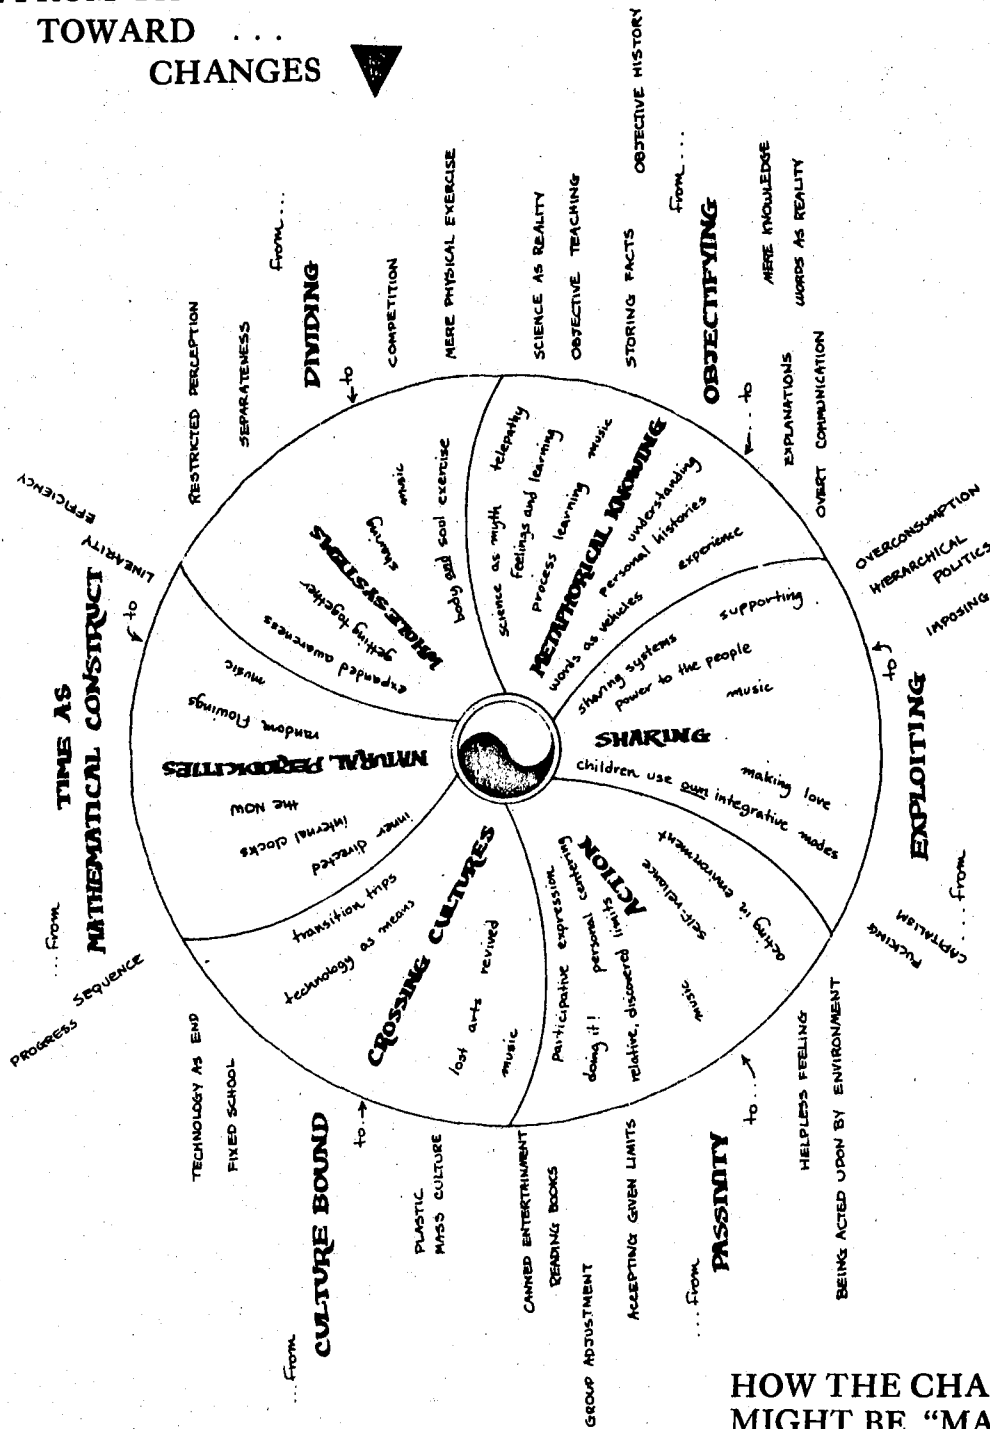 TOWARD ...
CHANGES
from...
DIVIDING
to
RESTRICTED PERCEPTION
SEPARATENESS
COMPETITION
MERE PHYSICAL EXERCISE
WHOLE SYSTEMS
expanded awareness
getting together
sharing
music
body and soul exercise
from...
OBJECTIFYING
...to
SCIENCE AS REALITY
OBJECTIVE TEACHING
STORING FACTS
OBJECTIVE HISTORY
MERE KNOWLEDGE
WORDS AS REALITY
EXPLANATIONS
OVERT COMMUNICATION
METAPHORICAL KNOWING
science as myth
telepathy
feelings and learning
process learning
music
words as vehicles
personal histories
understanding
experience
...from
EXPLOITING
to
OVERCONSUMPTION
HIERARCHICAL
POLITICS
IMPOSING
FUCKING
CAPITALISM
SHARING
sharing systems
supporting
power to the people
music
making love
children use own integrative modes
...from
PASSIVITY
to...
HELPLESS FEELING
BEING ACTED UPON BY ENVIRONMENT
ACCEPTING GIVEN LIMITS
GROUP ADJUSTMENT
READING BOOKS
CANNED ENTERTAINMENT
ACTION
acting in environment
self-reliance
music
personal centering
relative, discovered limits
doing it!
participative expression
...from
CULTURE BOUND
to...
TECHNOLOGY AS END
FIXED SCHOOL
PLASTIC
MASS CULTURE
CROSSING CULTURES
transition trips
technology as means
lost arts revived
music
...from
TIME AS
MATHEMATICAL CONSTRUCT
to
PROGRESS
SEQUENCE
LINEARITY
EFFICIENCY
NATURAL PERIODICITIES
music
random flowings
the NOW
internal clocks
inner directed
HOW THE CHA
MIGHT BE "MA